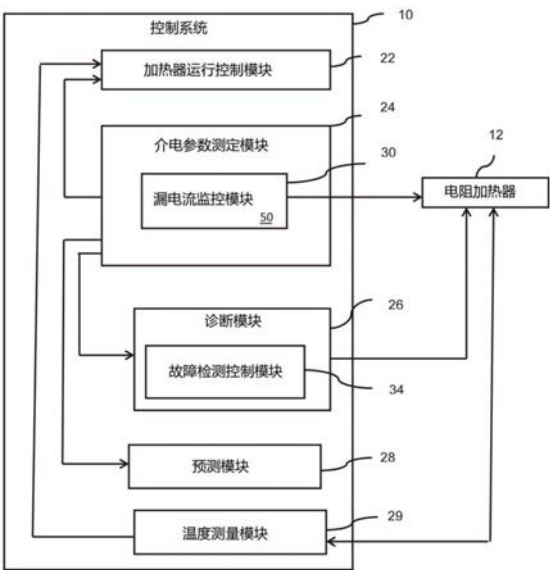 控制系统
10
加热器运行控制模块
22
介电参数测定模块
24
漏电流监控模块
50
30
电阻加热器
12
诊断模块
26
故障检测控制模块
34
预测模块
28
温度测量模块
29